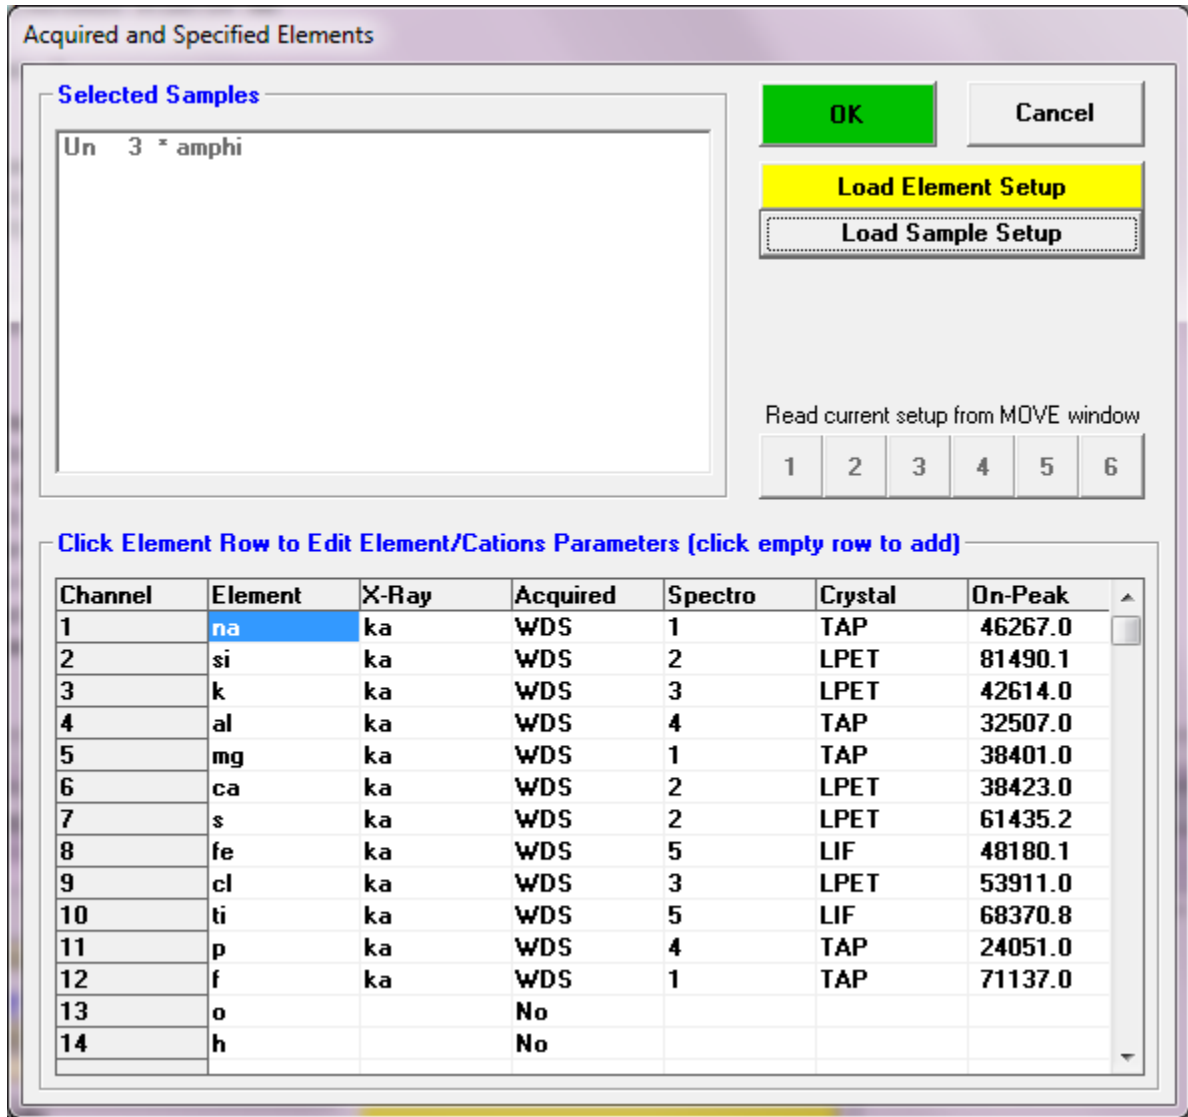 Acquired and Specified Elements
Selected Samples
Un 3 * amphi
OK Cancel
Load Element Setup
Load Sample Setup
Read current setup from MOVE window
1 2 3 4 5 6
Click Element Row to Edit Element/Cations Parameters (click empty row to add)
Channel Element X-Ray Acquired Spectro Crystal On-Peak
1 na ka WDS 1 TAP 46267.0
2 si ka WDS 2 LPET 81490.1
3 k ka WDS 3 LPET 42614.0
4 al ka WDS 4 TAP 32507.0
5 mg ka WDS 1 TAP 38401.0
6 ca ka WDS 2 LPET 38423.0
7 s ka WDS 2 LPET 61435.2
8 fe ka WDS 5 LIF 48180.1
9 cl ka WDS 3 LPET 53911.0
10 ti ka WDS 5 LIF 68370.8
11 p ka WDS 4 TAP 24051.0
12 f ka WDS 1 TAP 71137.0
13 o No
14 h No